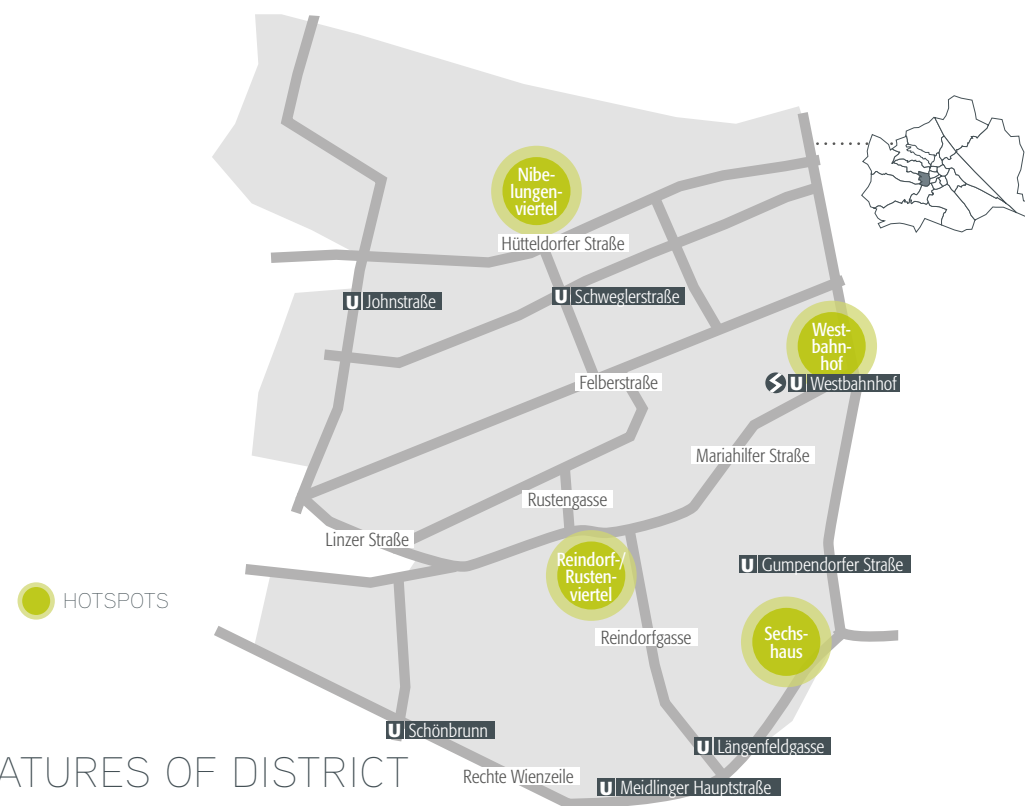 Nibe-
lungen-
viertel
Hütteldorfer Straße
U Johnstraße
U Schweglerstraße
West-
bahn-
hof
S U Westbahnhof
Felberstraße
Mariahilfer Straße
Rustengasse
Linzer Straße
Reindorf-/
Rusten-
viertel
U Gumpendorfer Straße
HOTSPOTS
Reindorfgasse
Sechs-
haus
U Schönbrunn
U Längenfeldgasse
ATURES OF DISTRICT
Rechte Wienzeile
U Meidlinger Hauptstraße